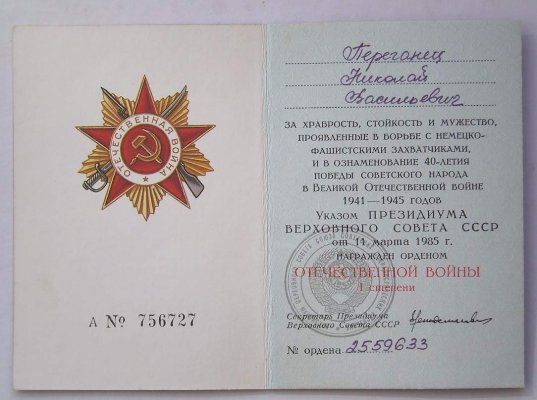 ОТЕЧЕСТВЕННАЯ ВОЙНА
А № 756727
Переганец
Николай
Васильевич
ЗА ХРАБРОСТЬ, СТОЙКОСТЬ И МУЖЕСТВО,
ПРОЯВЛЕННЫЕ В БОРЬБЕ С НЕМЕЦКО-
ФАШИСТСКИМИ ЗАХВАТЧИКАМИ,
И В ОЗНАМЕНОВАНИЕ 40-ЛЕТИЯ
ПОБЕДЫ СОВЕТСКОГО НАРОДА
В ВЕЛИКОЙ ОТЕЧЕСТВЕННОЙ ВОЙНЕ
1941—1945 ГОДОВ
УКАЗОМ ПРЕЗИДИУМА
ВЕРХОВНОГО СОВЕТА СССР
от 11 марта 1985 г.
НАГРАЖДЕН ОРДЕНОМ
ОТЕЧЕСТВЕННОЙ ВОЙНЫ
I степени
Секретарь Президиума
Верховного Совета СССР
№ ордена 2559633